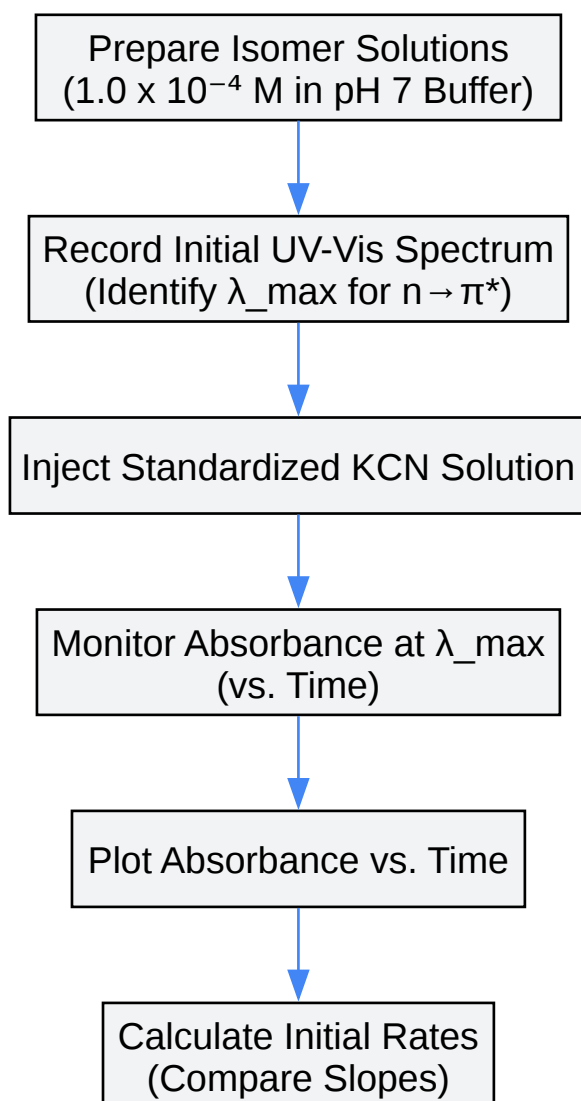 Prepare Isomer Solutions
(1.0 x 10⁻⁴ M in pH 7 Buffer)
Record Initial UV-Vis Spectrum
(Identify λ_max for n→π*)
Inject Standardized KCN Solution
Monitor Absorbance at λ_max
(vs. Time)
Plot Absorbance vs. Time
Calculate Initial Rates
(Compare Slopes)